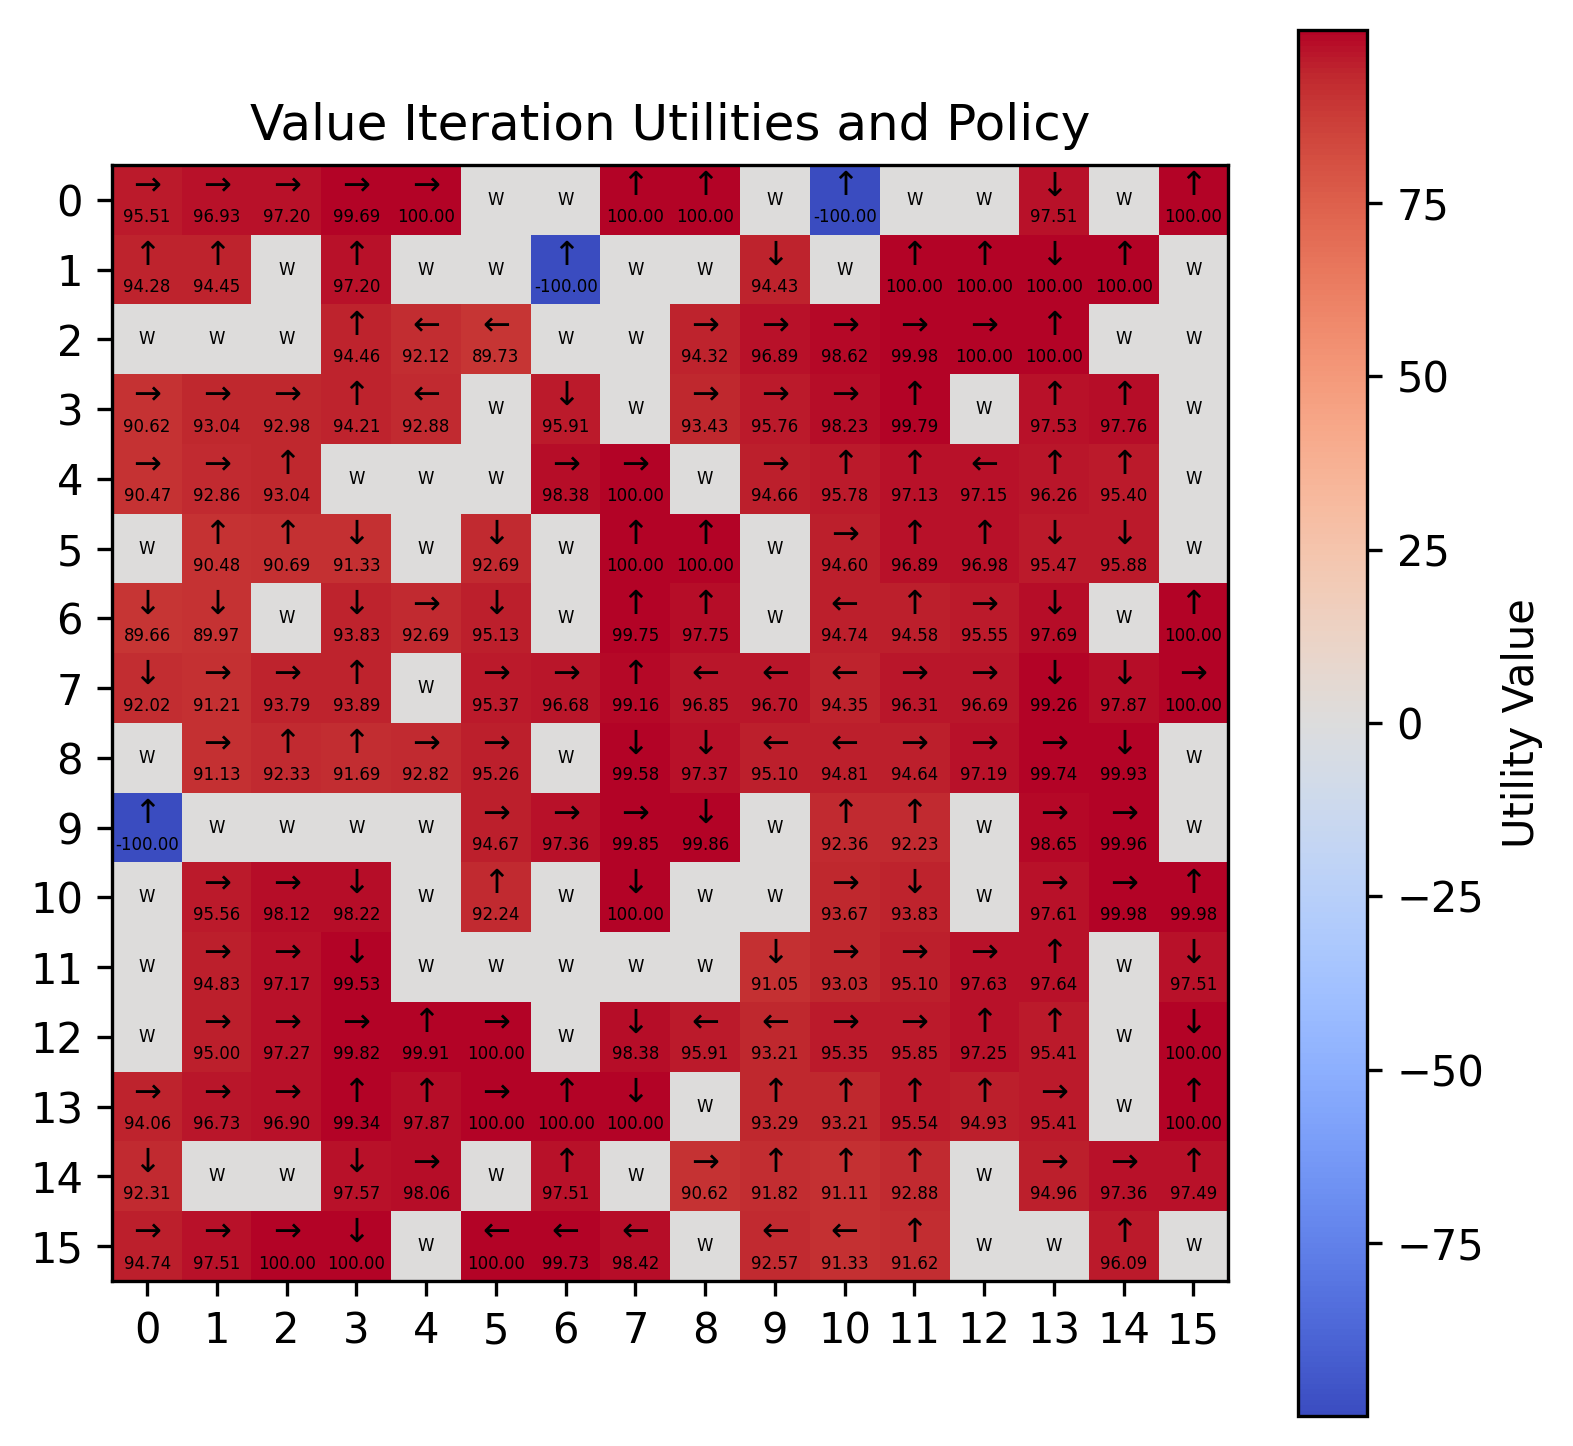 Value Iteration Utilities and Policy
0 → → → → → W W ↑ ↑ W ↑ W W ↓ W ↑
95.51 96.93 97.20 99.69 100.00 100.00 100.00 -100.00 97.51 100.00
1 ↑ ↑ W ↑ W W ↑ W W ↓ W ↑ ↑ ↓ ↑ W
94.28 94.45 97.20 -100.00 94.43 100.00 100.00 100.00 100.00
2 W W W ↑ ← ← W W → → → → → ↑ W W
94.46 92.12 89.73 94.32 96.89 98.62 99.98 100.00 100.00
3 → → → ↑ ← W ↓ W → → → ↑ W ↑ ↑ W
90.62 93.04 92.98 94.21 92.88 95.91 93.43 95.76 98.23 99.79 97.53 97.76
4 → → ↑ W W W → → W → ↑ ↑ ← ↑ ↑ W
90.47 92.86 93.04 98.38 100.00 94.66 95.78 97.13 97.15 96.26 95.40
5 W ↑ ↑ ↓ W ↓ W ↑ ↑ W → ↑ ↑ ↓ ↓ W
90.48 90.69 91.33 92.69 100.00 100.00 94.60 96.89 96.98 95.47 95.88
6 ↓ ↓ W ↓ → ↓ W ↑ ↑ W ← ↑ → ↓ W ↑
89.66 89.97 93.83 92.69 95.13 99.75 97.75 94.74 94.58 95.55 97.69 100.00
7 ↓ → → ↑ W → → ↑ ← ← ← → → ↓ ↓ →
92.02 91.21 93.79 93.89 95.37 96.68 99.16 96.85 96.70 94.35 96.31 96.69 99.26 97.87 100.00
8 W → ↑ ↑ → → W ↓ ↓ ← ← → → → ↓ W
91.13 92.33 91.69 92.82 95.26 99.58 97.37 95.10 94.81 94.64 97.19 99.74 99.93
9 ↑ W W W W → → → ↓ W ↑ ↑ W → → W
-100.00 94.67 97.36 99.85 99.86 92.36 92.23 98.65 99.96
10 W → → ↓ W ↑ W ↓ W W → ↓ W → → ↑
95.56 98.12 98.22 92.24 100.00 93.67 93.83 97.61 99.98 99.98
11 W → → ↓ W W W W W ↓ → → → ↑ W ↓
94.83 97.17 99.53 91.05 93.03 95.10 97.63 97.64 97.51
12 W → → → ↑ → W ↓ ← ← → → ↑ ↑ W ↓
95.00 97.27 99.82 99.91 100.00 98.38 95.91 93.21 95.35 95.85 97.25 95.41 100.00
13 → → → ↑ ↑ → ↑ ↓ W ↑ ↑ ↑ ↑ → W ↑
94.06 96.73 96.90 99.34 97.87 100.00 100.00 100.00 93.29 93.21 95.54 94.93 95.41 100.00
14 ↓ W W ↓ → W ↑ W → ↑ ↑ ↑ W → → ↑
92.31 97.57 98.06 97.51 90.62 91.82 91.11 92.88 94.96 97.36 97.49
15 → → → ↓ W ← ← ← W ← ← ↑ W W ↑ W
94.74 97.51 100.00 100.00 100.00 99.73 98.42 92.57 91.33 91.62 96.09
0 1 2 3 4 5 6 7 8 9 10 11 12 13 14 15
75
50
25
0
−25
−50
−75
Utility Value